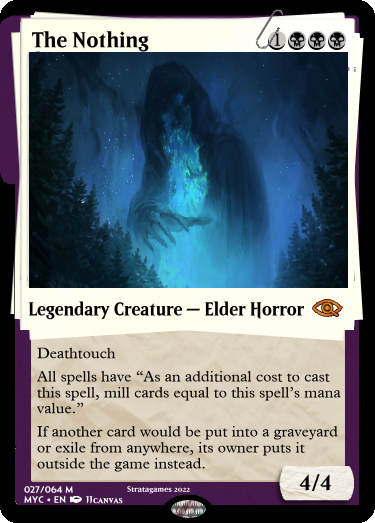 The Nothing
1
Legendary Creature — Elder Horror
Deathtouch
All spells have “As an additional cost to cast
this spell, mill cards equal to this spell’s mana
value.”
If another card would be put into a graveyard
or exile from anywhere, its owner puts it
outside the game instead.
4/4
027/064 M
Stratagames 2022
MYC • EN JJcanvas